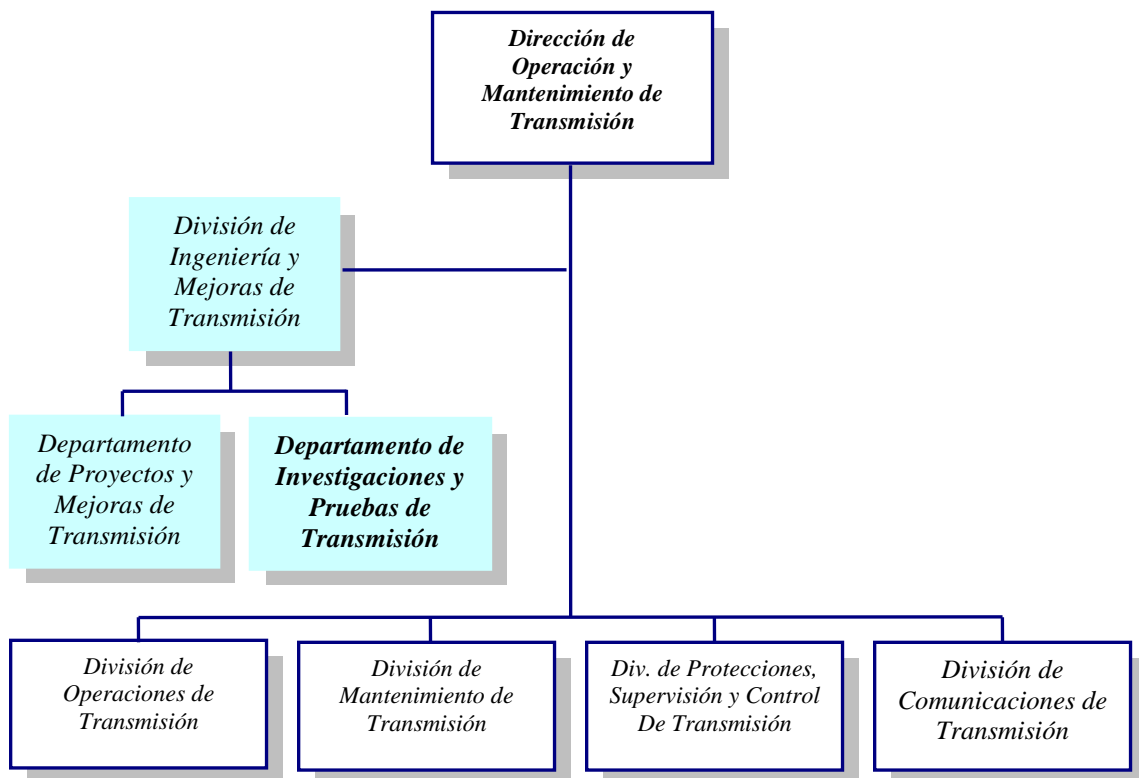 Dirección de
Operación y
Mantenimiento de
Transmisión
División de
Ingeniería y
Mejoras de
Transmisión
Departamento
de Proyectos y
Mejoras de
Transmisión
Departamento de
Investigaciones y
Pruebas de
Transmisión
División de
Operaciones de
Transmisión
División de
Mantenimiento de
Transmisión
Div. de Protecciones,
Supervisión y Control
De Transmisión
División de
Comunicaciones de
Transmisión